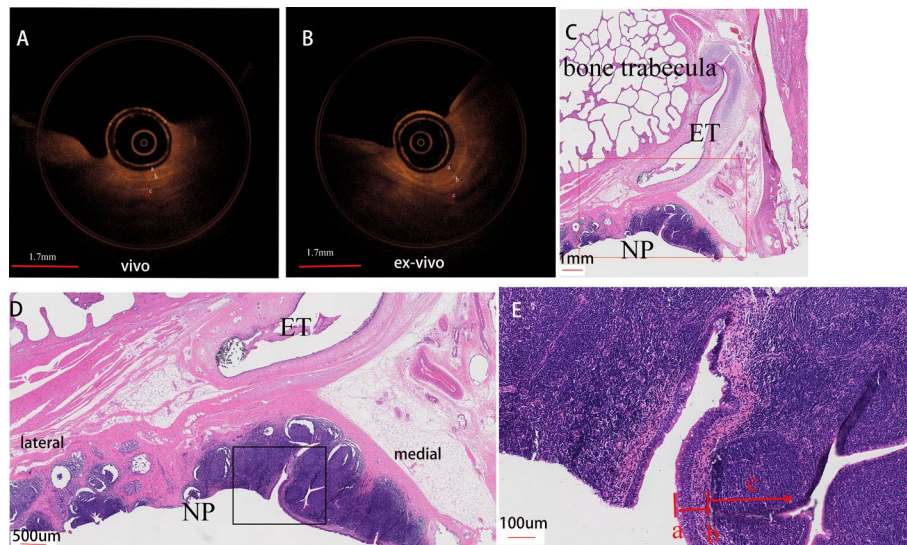 A
a
b
c
1.7mm
vivo
B
a
b
c
1.7mm
ex-vivo
C
bone trabecula
ET
NP
1mm
D
ET
lateral
medial
NP
500um
E
c
a
b
100um